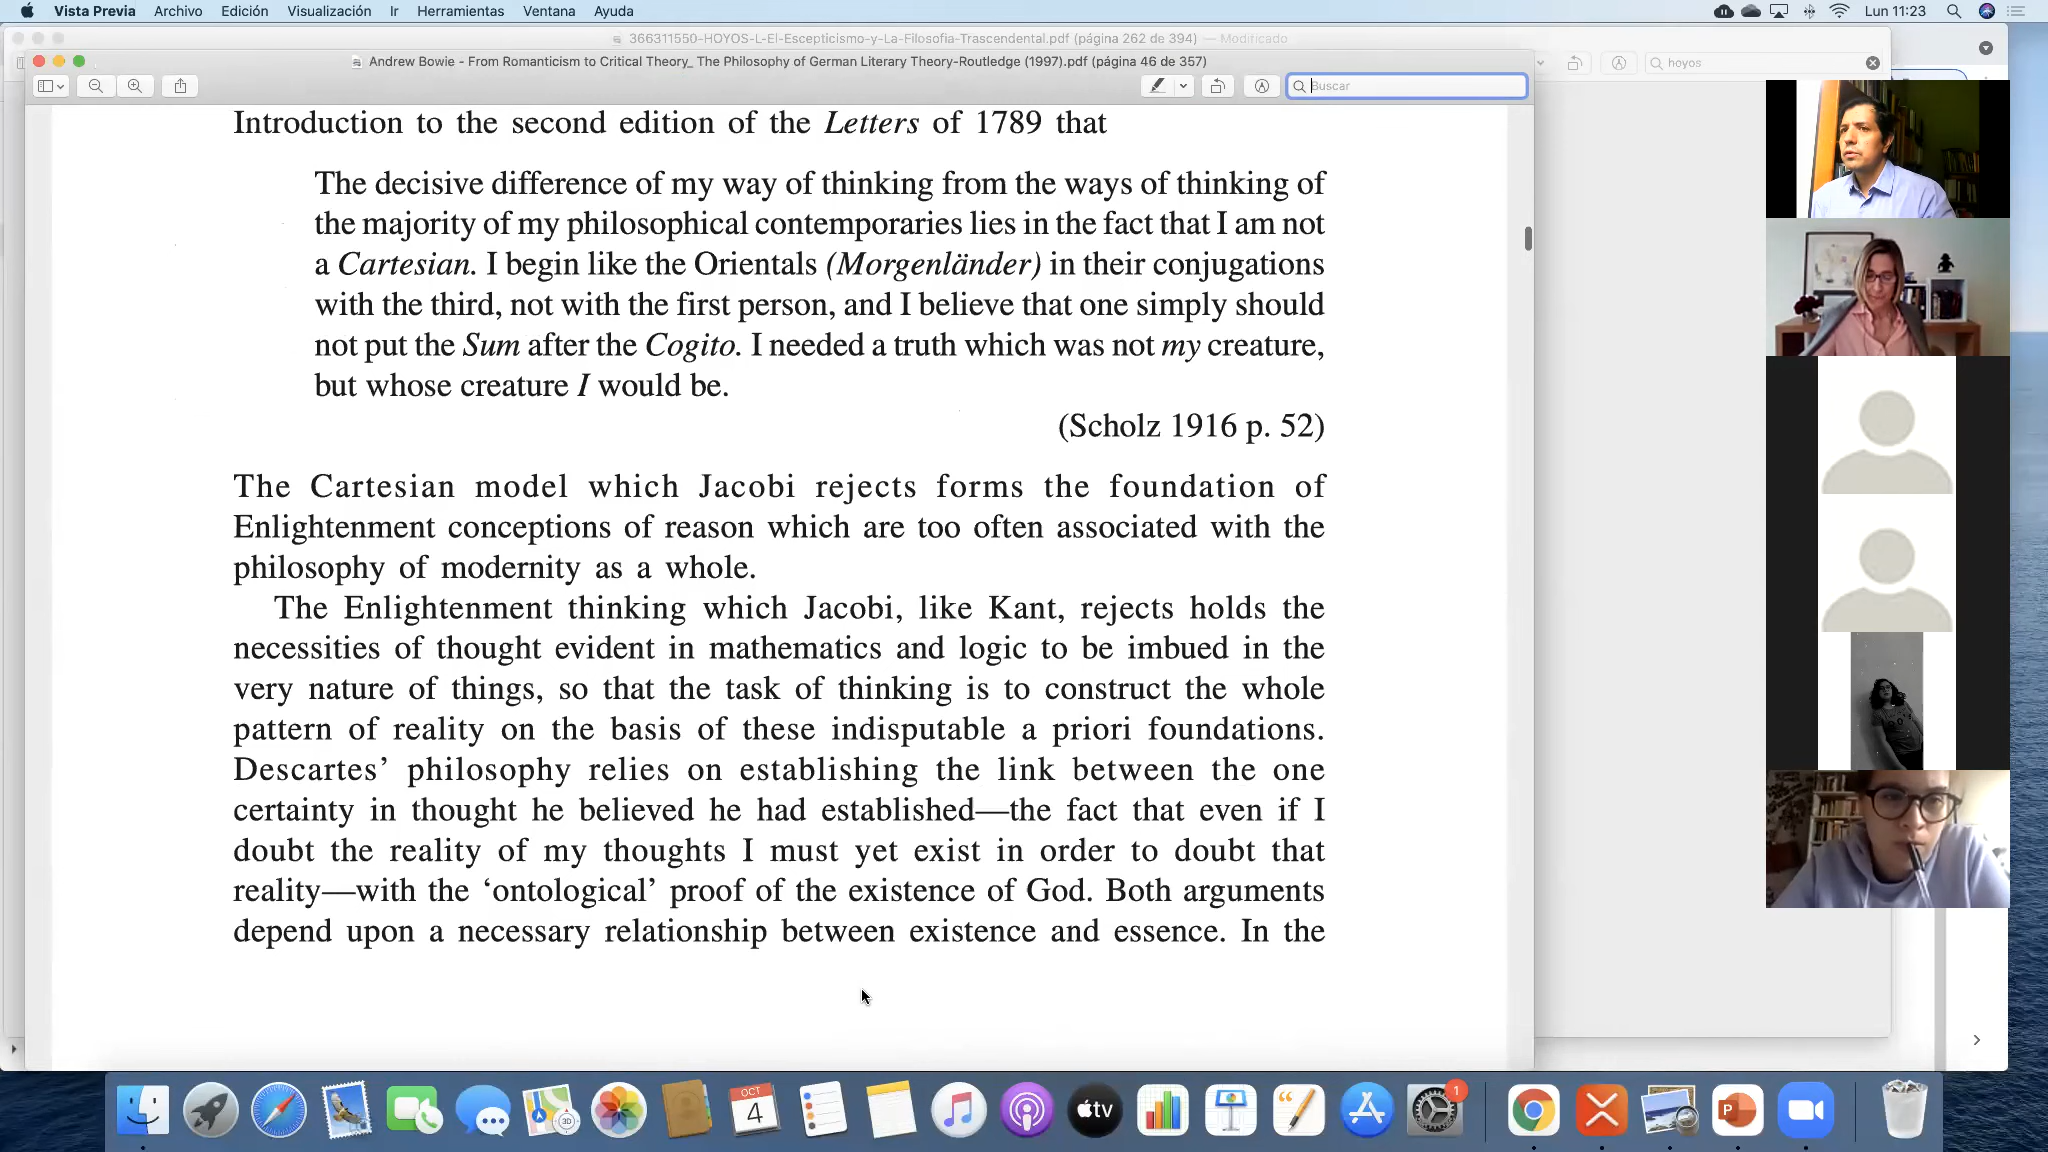 Vista Previa Archivo Edición Visualización Ir Herramientas Ventana Ayuda Lun 11:23
366311550-HOYOS-L-El-Escepticismo-y-La-Filosofia-Trascendental.pdf (página 262 de 394) — Modificado
Andrew Bowie - From Romanticism to Critical Theory_ The Philosophy of German Literary Theory-Routledge (1997).pdf (página 46 de 357)
hoyos
Buscar
Introduction to the second edition of the Letters of 1789 that
The decisive difference of my way of thinking from the ways of thinking of
the majority of my philosophical contemporaries lies in the fact that I am not
a Cartesian. I begin like the Orientals (Morgenländer) in their conjugations
with the third, not with the first person, and I believe that one simply should
not put the Sum after the Cogito. I needed a truth which was not my creature,
but whose creature I would be.
(Scholz 1916 p. 52)
The Cartesian model which Jacobi rejects forms the foundation of
Enlightenment conceptions of reason which are too often associated with the
philosophy of modernity as a whole.
The Enlightenment thinking which Jacobi, like Kant, rejects holds the
necessities of thought evident in mathematics and logic to be imbued in the
very nature of things, so that the task of thinking is to construct the whole
pattern of reality on the basis of these indisputable a priori foundations.
Descartes’ philosophy relies on establishing the link between the one
certainty in thought he believed he had established—the fact that even if I
doubt the reality of my thoughts I must yet exist in order to doubt that
reality—with the ‘ontological’ proof of the existence of God. Both arguments
depend upon a necessary relationship between existence and essence. In the
3D
OCT
4
tv
1
P